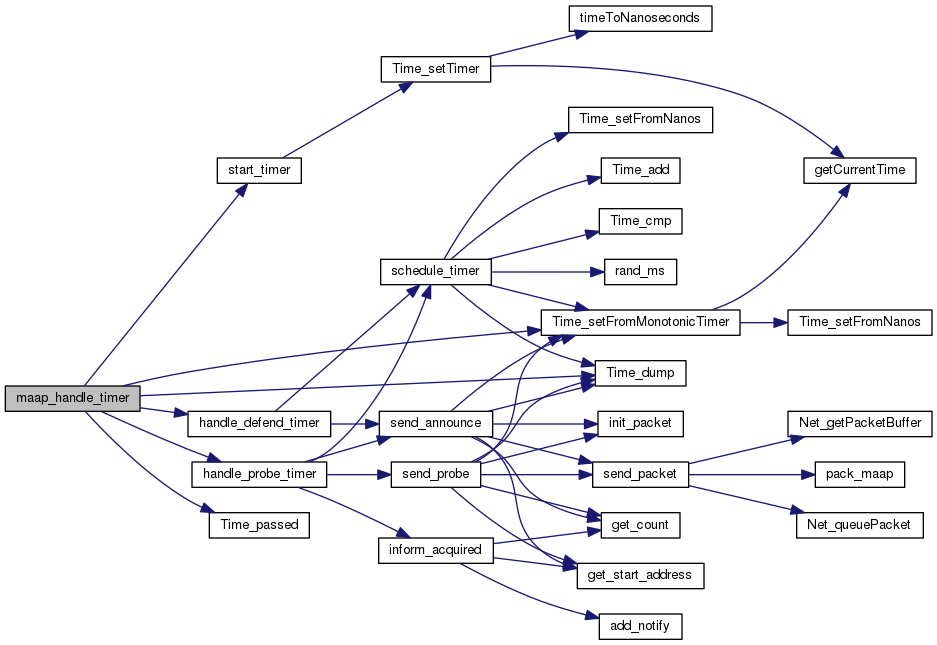 timeToNanoseconds
Time_setTimer
Time_setFromNanos
start_timer
Time_add
getCurrentTime
Time_cmp
schedule_timer
rand_ms
Time_setFromMonotonicTimer
Time_setFromNanos
Time_dump
maap_handle_timer
handle_defend_timer
send_announce
init_packet
Net_getPacketBuffer
handle_probe_timer
send_probe
send_packet
pack_maap
Time_passed
get_count
Net_queuePacket
inform_acquired
get_start_address
add_notify